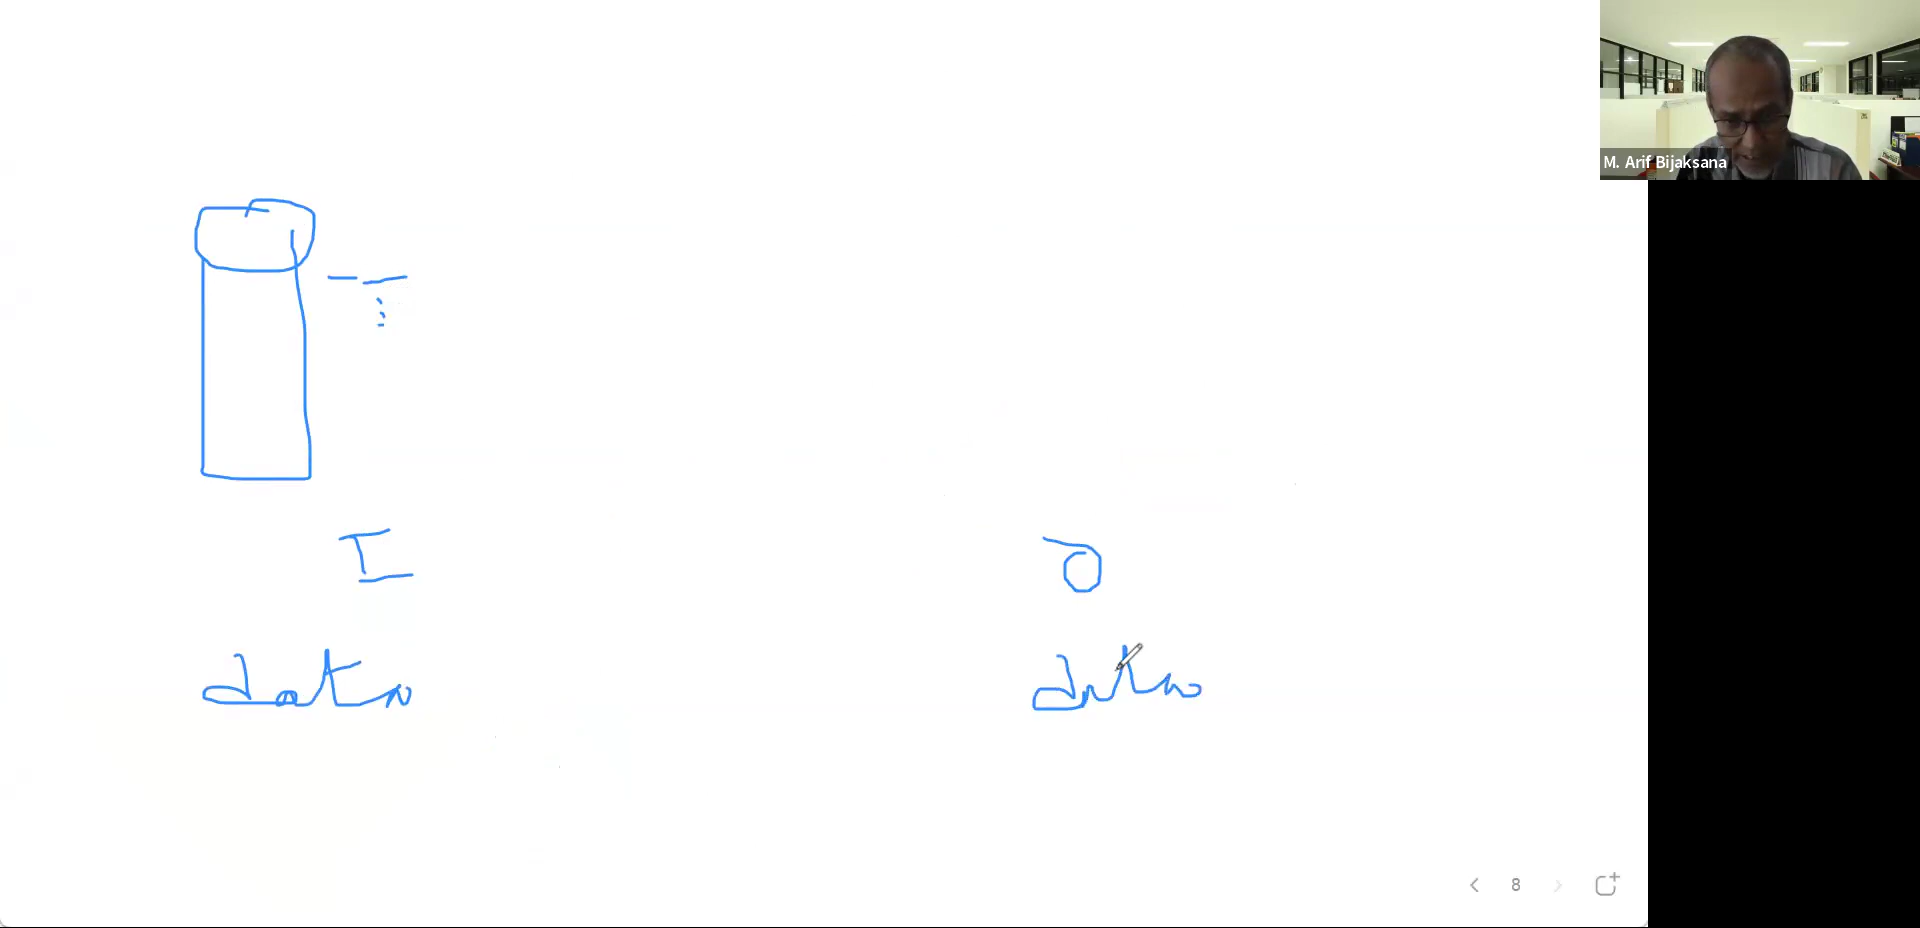 M. Arif Bijaksana
I
O
data
data
8